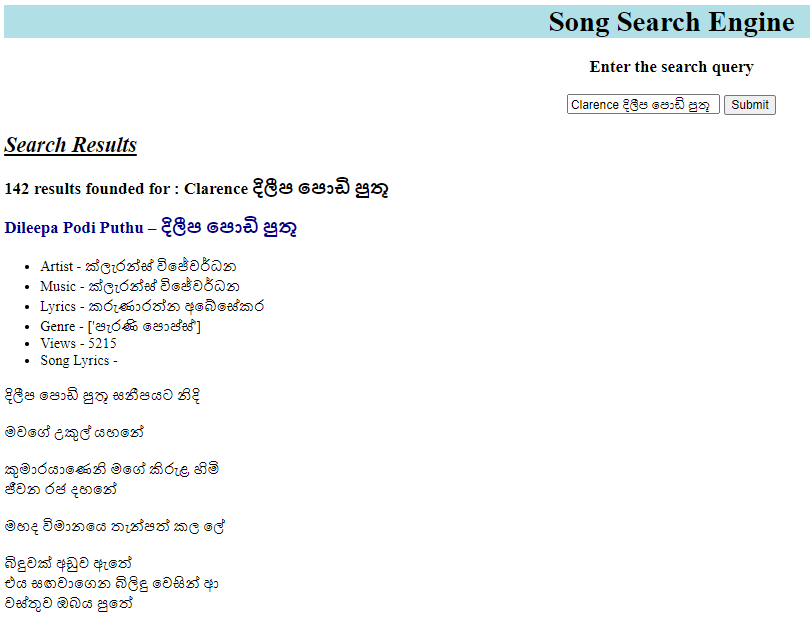 Song Search Engine
Enter the search query
Clarence දිලීප පොඩි පුතූ Submit
Search Results
142 results founded for : Clarence දිලීප පොඩි පුතූ
Dileepa Podi Puthu – දිලීප පොඩි පුතූ
• Artist - ක්ලැරන්ස් විජේවර්ධන
• Music - ක්ලැරන්ස් විජේවර්ධන
• Lyrics - කරුණාරත්න අබේසේකර
• Genre - ['පැරණි පොප්ස්']
• Views - 5215
• Song Lyrics -
දිලීප පොඩි පුතූ සනීපයට නිදි
මවගේ උකුල් යහනේ
කුමාරයාණෙනි මගේ කිරුළ හිමි
ජීවන රජ දහනේ
මහද විමානයෙ තැන්පත් කල ලේ
බිඳුවක් අඩුව ඇතේ
එය සඟවාගෙන බිලිඳු වෙසින් ආ
වස්තුව ඔබය පුතේ